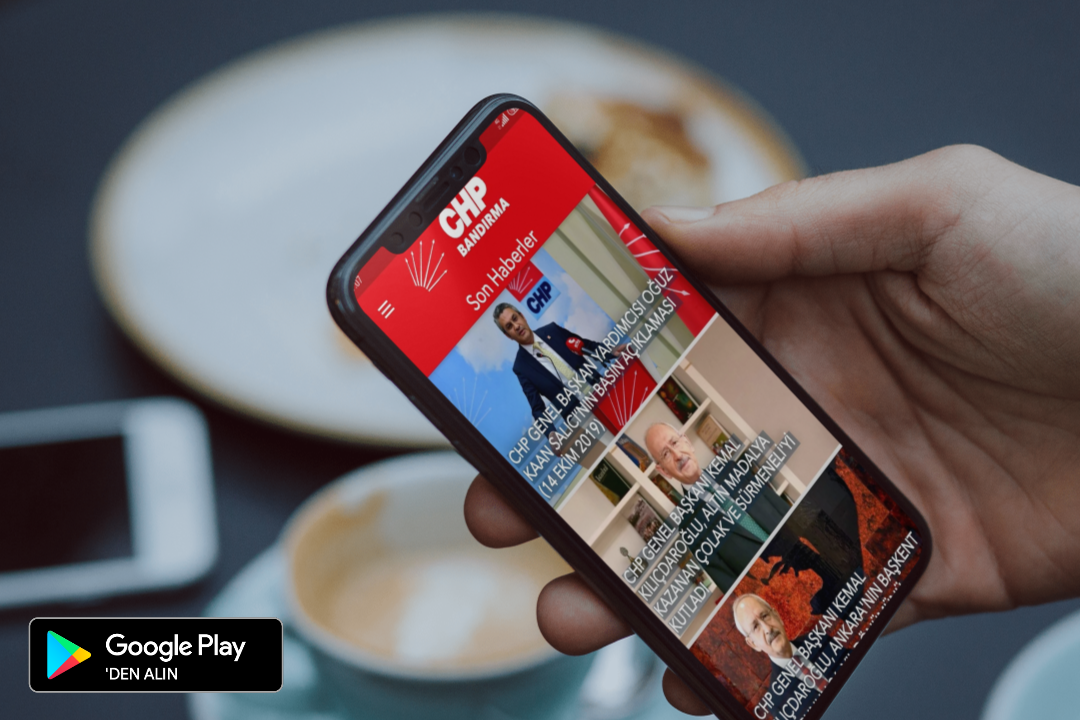 CHP
BANDIRMA
Son Haberler
CHP
CHP GENEL BAŞKAN YARDIMCISI OĞUZ
KAAN SALICI'NIN BASIN AÇIKLAMASI
(14 EKİM 2019)
CHP GENEL BAŞKANI KEMAL
KILIÇDAROĞLU, ALTIN MADALYA
KAZANAN ÇOLAK VE SÜRMENELİ'Yİ
KUTLADI
CHP GENEL BAŞKANI KEMAL
KILIÇDAROĞLU, ANKARA'NIN BAŞKENT
Google Play
'DEN ALIN